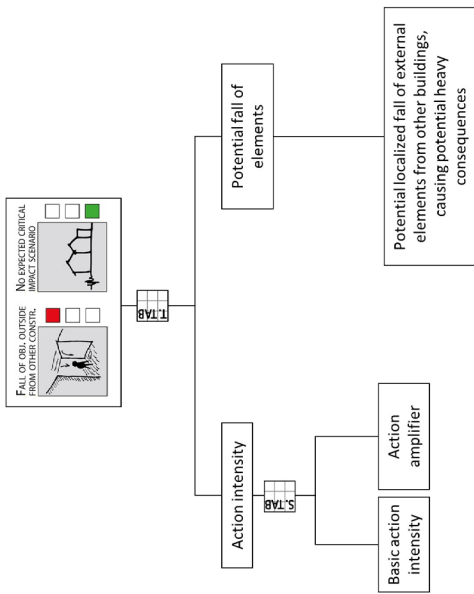 FALL OF OBJ. OUTSIDE
FROM OTHER CONSTR.
NO EXPECTED CRITICAL
IMPACT SCENARIO
T.TAB
Action intensity
Potential fall of
elements
S.TAB
Basic action
intensity
Action
amplifier
Potential localized fall of external
elements from other buildings,
causing potential heavy
consequences